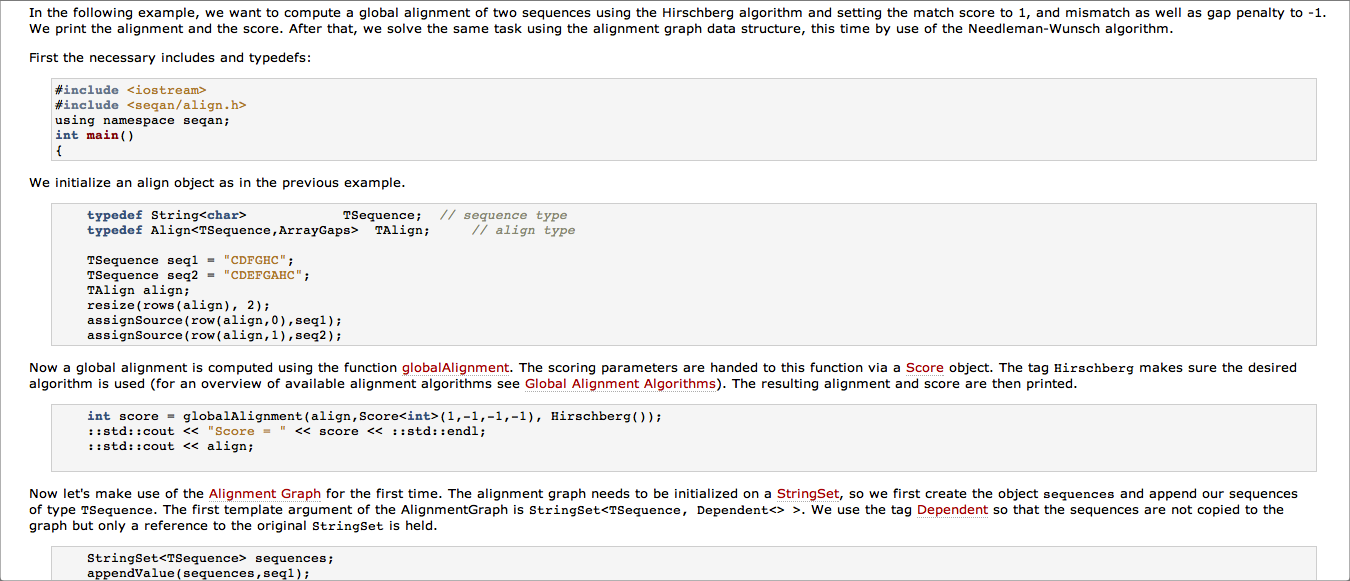 In the following example, we want to compute a global alignment of two sequences using the Hirschberg algorithm and setting the match score to 1, and mismatch as well as gap penalty to -1.
We print the alignment and the score. After that, we solve the same task using the alignment graph data structure, this time by use of the Needleman-Wunsch algorithm.
First the necessary includes and typedefs:
#include <iostream>
#include <seqan/align.h>
using namespace seqan;
int main()
{
We initialize an align object as in the previous example.
typedef String<char>            TSequence;  // sequence type
typedef Align<TSequence,ArrayGaps>  TAlign;     // align type
TSequence seq1 = "CDFGHC";
TSequence seq2 = "CDEFGAHC";
TAlign align;
resize(rows(align), 2);
assignSource(row(align,0),seq1);
assignSource(row(align,1),seq2);
Now a global alignment is computed using the function globalAlignment. The scoring parameters are handed to this function via a Score object. The tag Hirschberg makes sure the desired
algorithm is used (for an overview of available alignment algorithms see Global Alignment Algorithms). The resulting alignment and score are then printed.
int score = globalAlignment(align,Score<int>(1,-1,-1,-1), Hirschberg());
::std::cout << "Score = " << score << ::std::endl;
::std::cout << align;
Now let's make use of the Alignment Graph for the first time. The alignment graph needs to be initialized on a StringSet, so we first create the object sequences and append our sequences
of type TSequence. The first template argument of the AlignmentGraph is StringSet<TSequence, Dependent<> >. We use the tag Dependent so that the sequences are not copied to the
graph but only a reference to the original StringSet is held.
StringSet<TSequence> sequences;
appendValue(sequences,seq1);